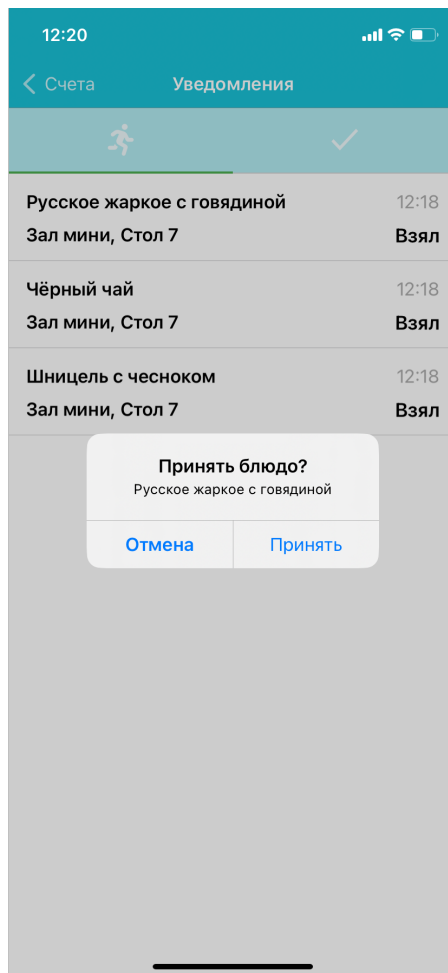 12:20
Счета
Уведомления
Русское жаркое с говядиной 12:18
Зал мини, Стол 7 Взял
Чёрный чай 12:18
Зал мини, Стол 7 Взял
Шницель с чесноком 12:18
Зал мини, Стол 7 Взял
Принять блюдо?
Русское жаркое с говядиной
Отмена Принять